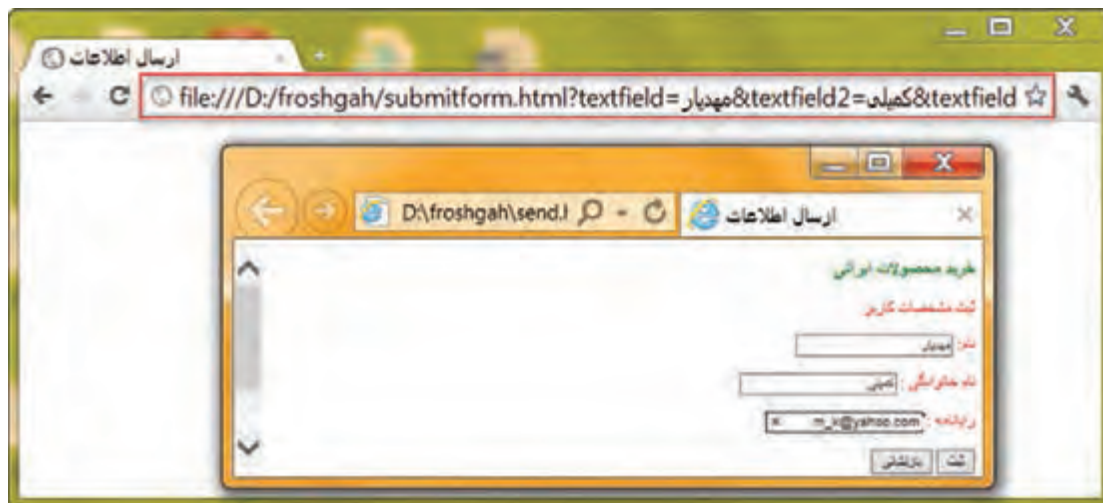 ارسال اطلاعات
file:///D:/froshgah/submitform.html?textfield=مهدیار&textfield2=کمیلی&textfield
D:\froshgah\send.l
ارسال اطلاعات
خرید محصولات ایرانی
ثبت مشخصات کاربر
نام: مهدیار
نام خانوادگی: کمیلی
رایانامه: m_k@yahoo.com
ثبت بازنشانی